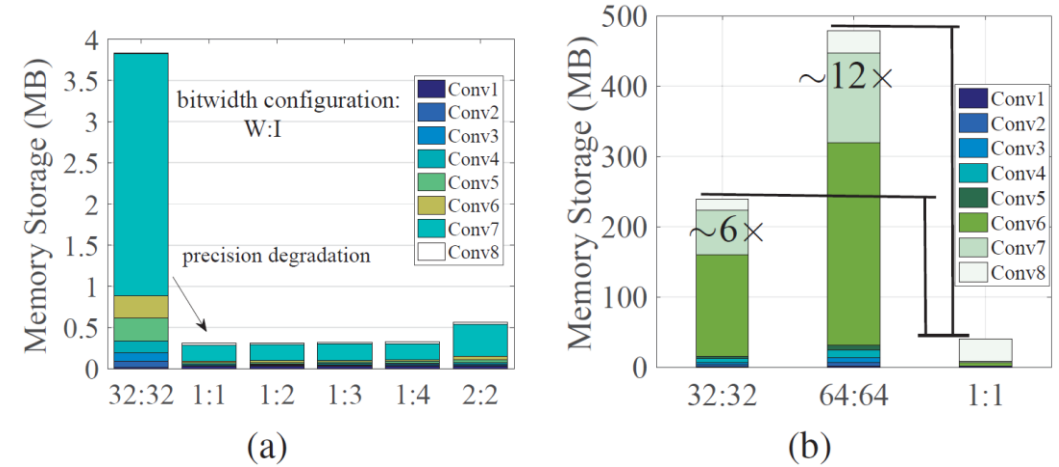 Memory Storage (MB)
4
3.5
3
2.5
2
1.5
1
0.5
0
bitwidth configuration:
W:I
precision degradation
Conv1
Conv2
Conv3
Conv4
Conv5
Conv6
Conv7
Conv8
32:32 1:1 1:2 1:3 1:4 2:2
(a)
Memory Storage (MB)
500
400
300
200
100
0
~6×
~12×
Conv1
Conv2
Conv3
Conv4
Conv5
Conv6
Conv7
Conv8
32:32 64:64 1:1
(b)